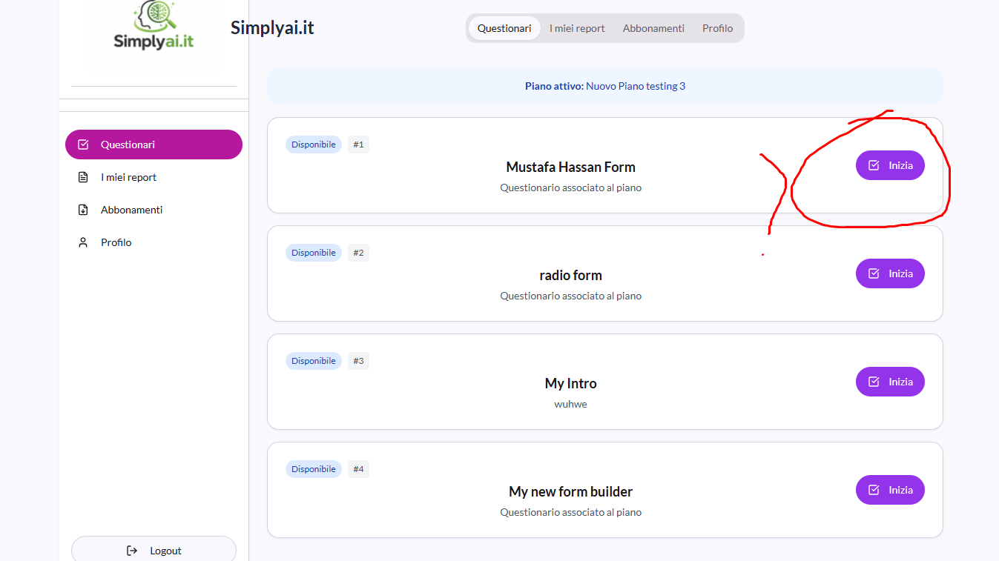 Simplyai.it
Simplyai.it
Questionari I miei report Abbonamenti Profilo
Piano attivo: Nuovo Piano testing 3
Questionari
I miei report
Abbonamenti
Profilo
Logout
Disponibile #1
Mustafa Hassan Form
Questionario associato al piano
Inizia
Disponibile #2
radio form
Questionario associato al piano
Inizia
Disponibile #3
My Intro
wuhwe
Inizia
Disponibile #4
My new form builder
Questionario associato al piano
Inizia